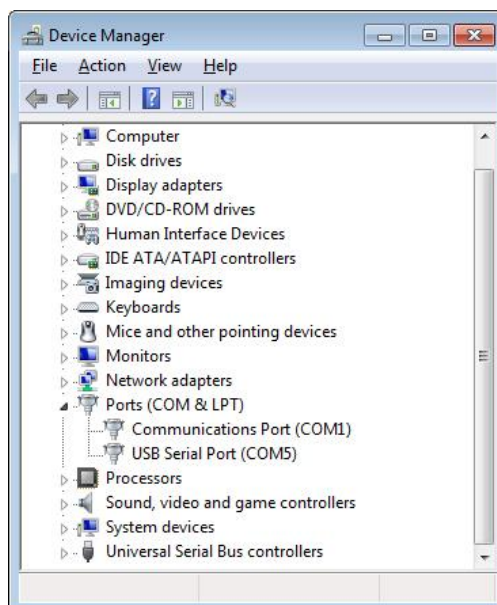 Device Manager
File Action View Help
Computer
Disk drives
Display adapters
DVD/CD-ROM drives
Human Interface Devices
IDE ATA/ATAPI controllers
Imaging devices
Keyboards
Mice and other pointing devices
Monitors
Network adapters
Ports (COM & LPT)
Communications Port (COM1)
USB Serial Port (COM5)
Processors
Sound, video and game controllers
System devices
Universal Serial Bus controllers